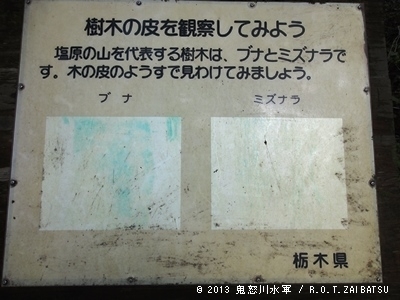 樹木の皮を観察してみよう
塩原の山を代表する樹木は、ブナとミズナラで
す。木の皮のようすで見わけてみましょう。
ブナ
ミズナラ
栃木県
© 2013 鬼怒川水軍 / R.O.T.ZAIBATSU